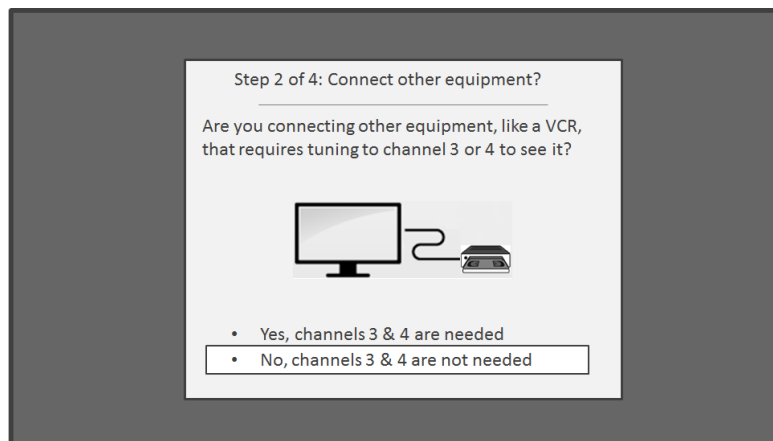 Step 2 of 4: Connect other equipment?
Are you connecting other equipment, like a VCR,
that requires tuning to channel 3 or 4 to see it?
• Yes, channels 3 & 4 are needed
• No, channels 3 & 4 are not needed